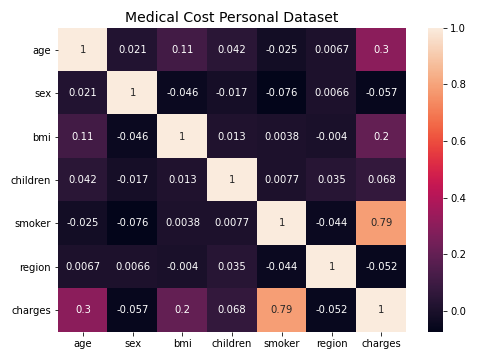 Medical Cost Personal Dataset
age 1 0.021 0.11 0.042 -0.025 0.0067 0.3
sex 0.021 1 -0.046 -0.017 -0.076 0.0066 -0.057
bmi 0.11 -0.046 1 0.013 0.0038 -0.004 0.2
children 0.042 -0.017 0.013 1 0.0077 0.035 0.068
smoker -0.025 -0.076 0.0038 0.0077 1 -0.044 0.79
region 0.0067 0.0066 -0.004 0.035 -0.044 1 -0.052
charges 0.3 -0.057 0.2 0.068 0.79 -0.052 1
age sex bmi children smoker region charges
1.0
0.8
0.6
0.4
0.2
0.0